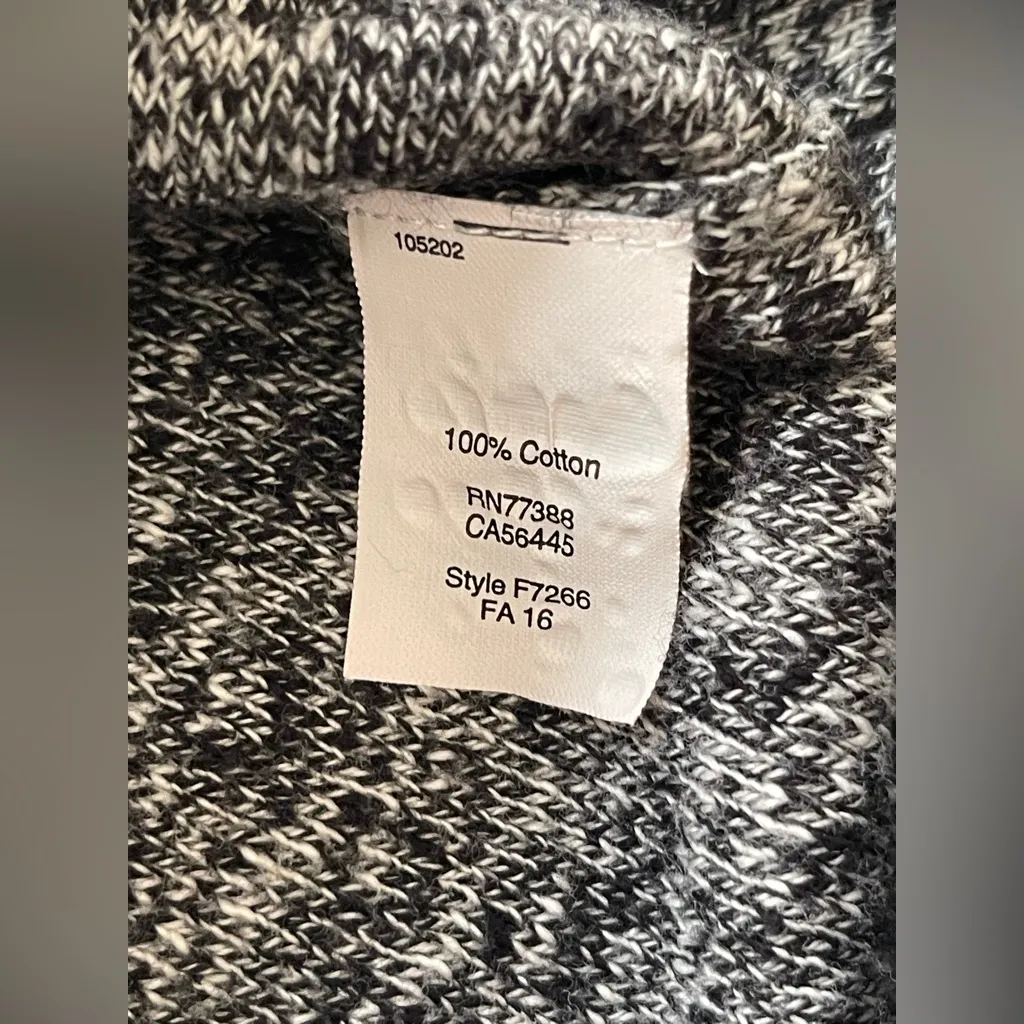 105202
100% Cotton
RN77388
CA56445
Style F7266
FA 16